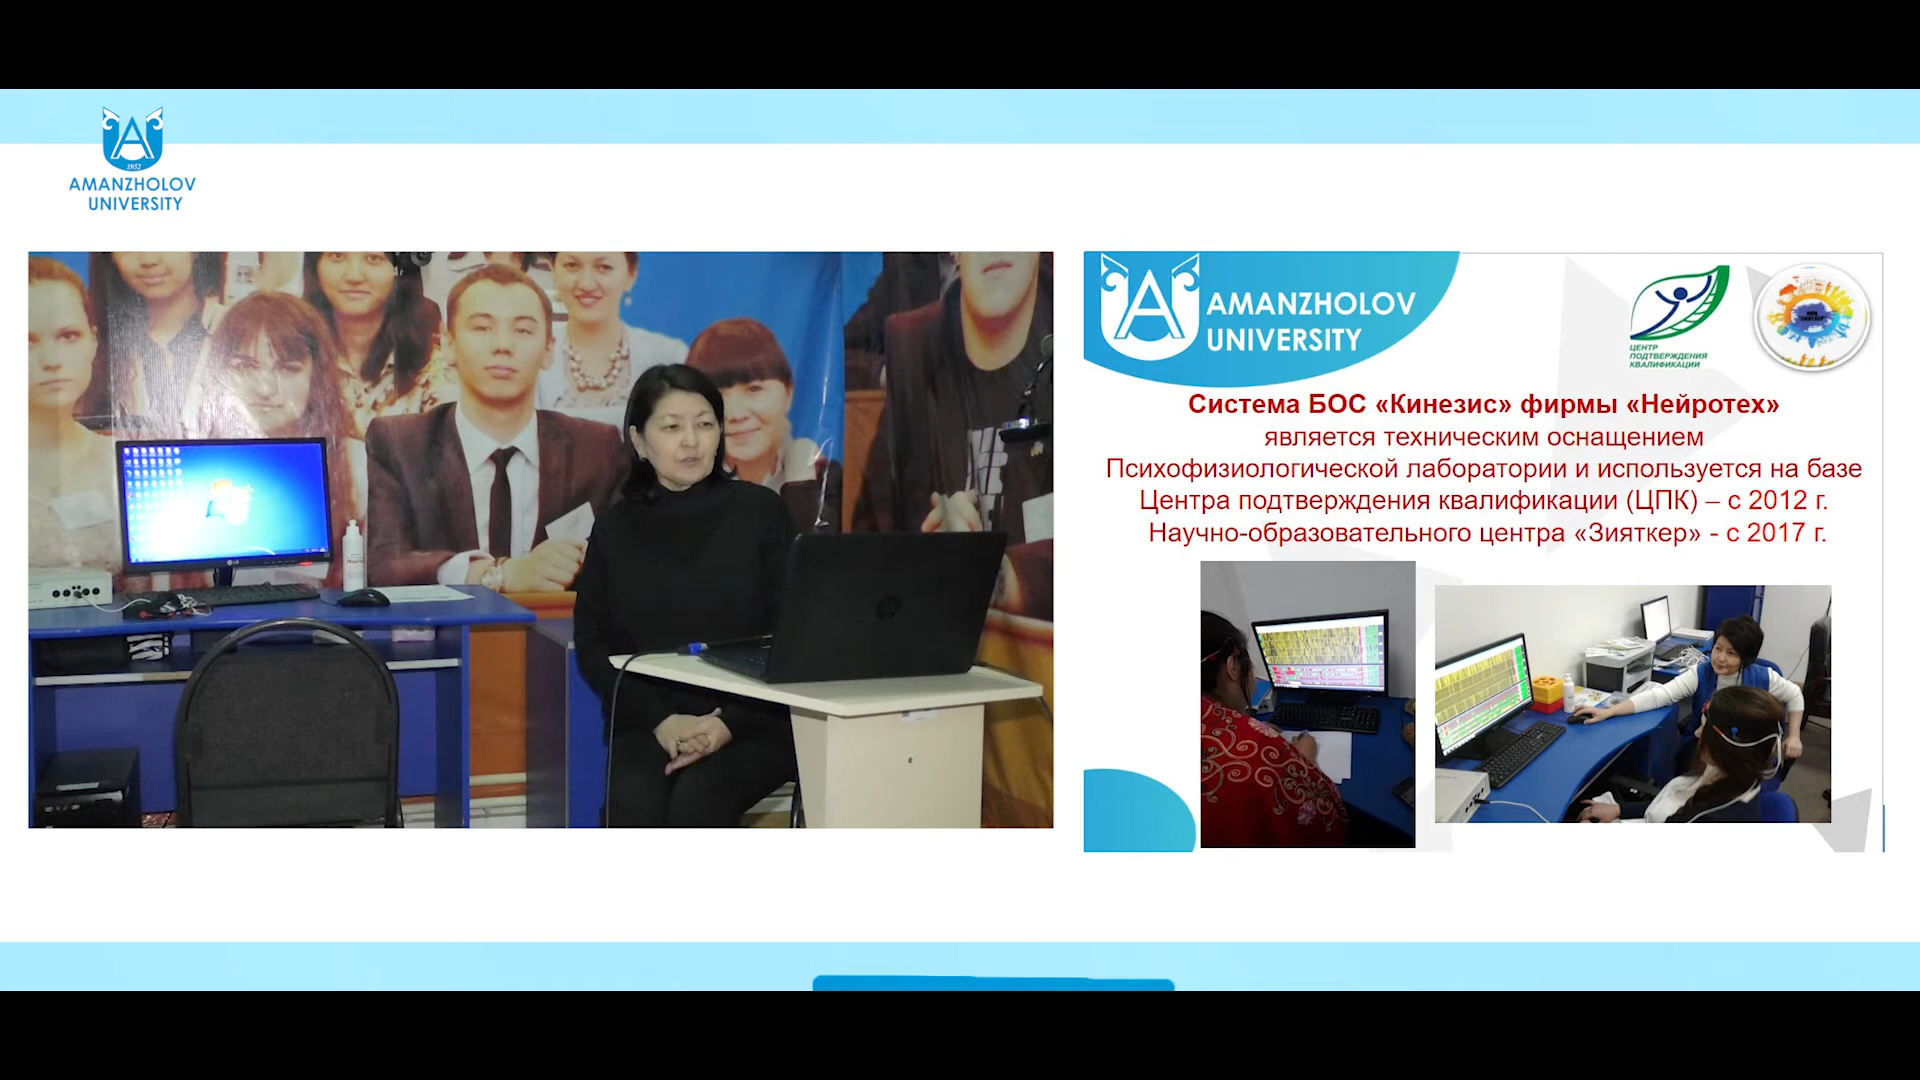 1952
AMANZHOLOV
UNIVERSITY
AMANZHOLOV
UNIVERSITY
ЦЕНТР
ПОДТВЕРЖДЕНИЯ
КВАЛИФИКАЦИИ
Система БОС «Кинезис» фирмы «Нейротех»
является техническим оснащением
Психофизиологической лаборатории и используется на базе
Центра подтверждения квалификации (ЦПК) – с 2012 г.
Научно-образовательного центра «Зияткер» - с 2017 г.